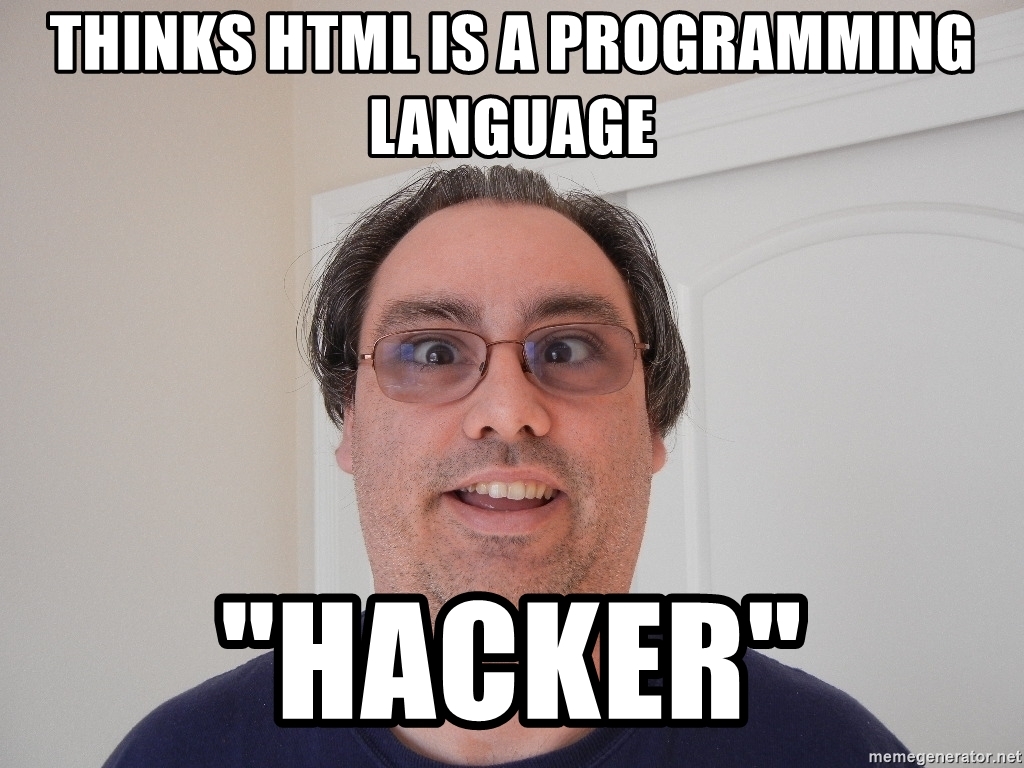 THINKS HTML IS A PROGRAMMING
LANGUAGE
"HACKER"
memegenerator.net